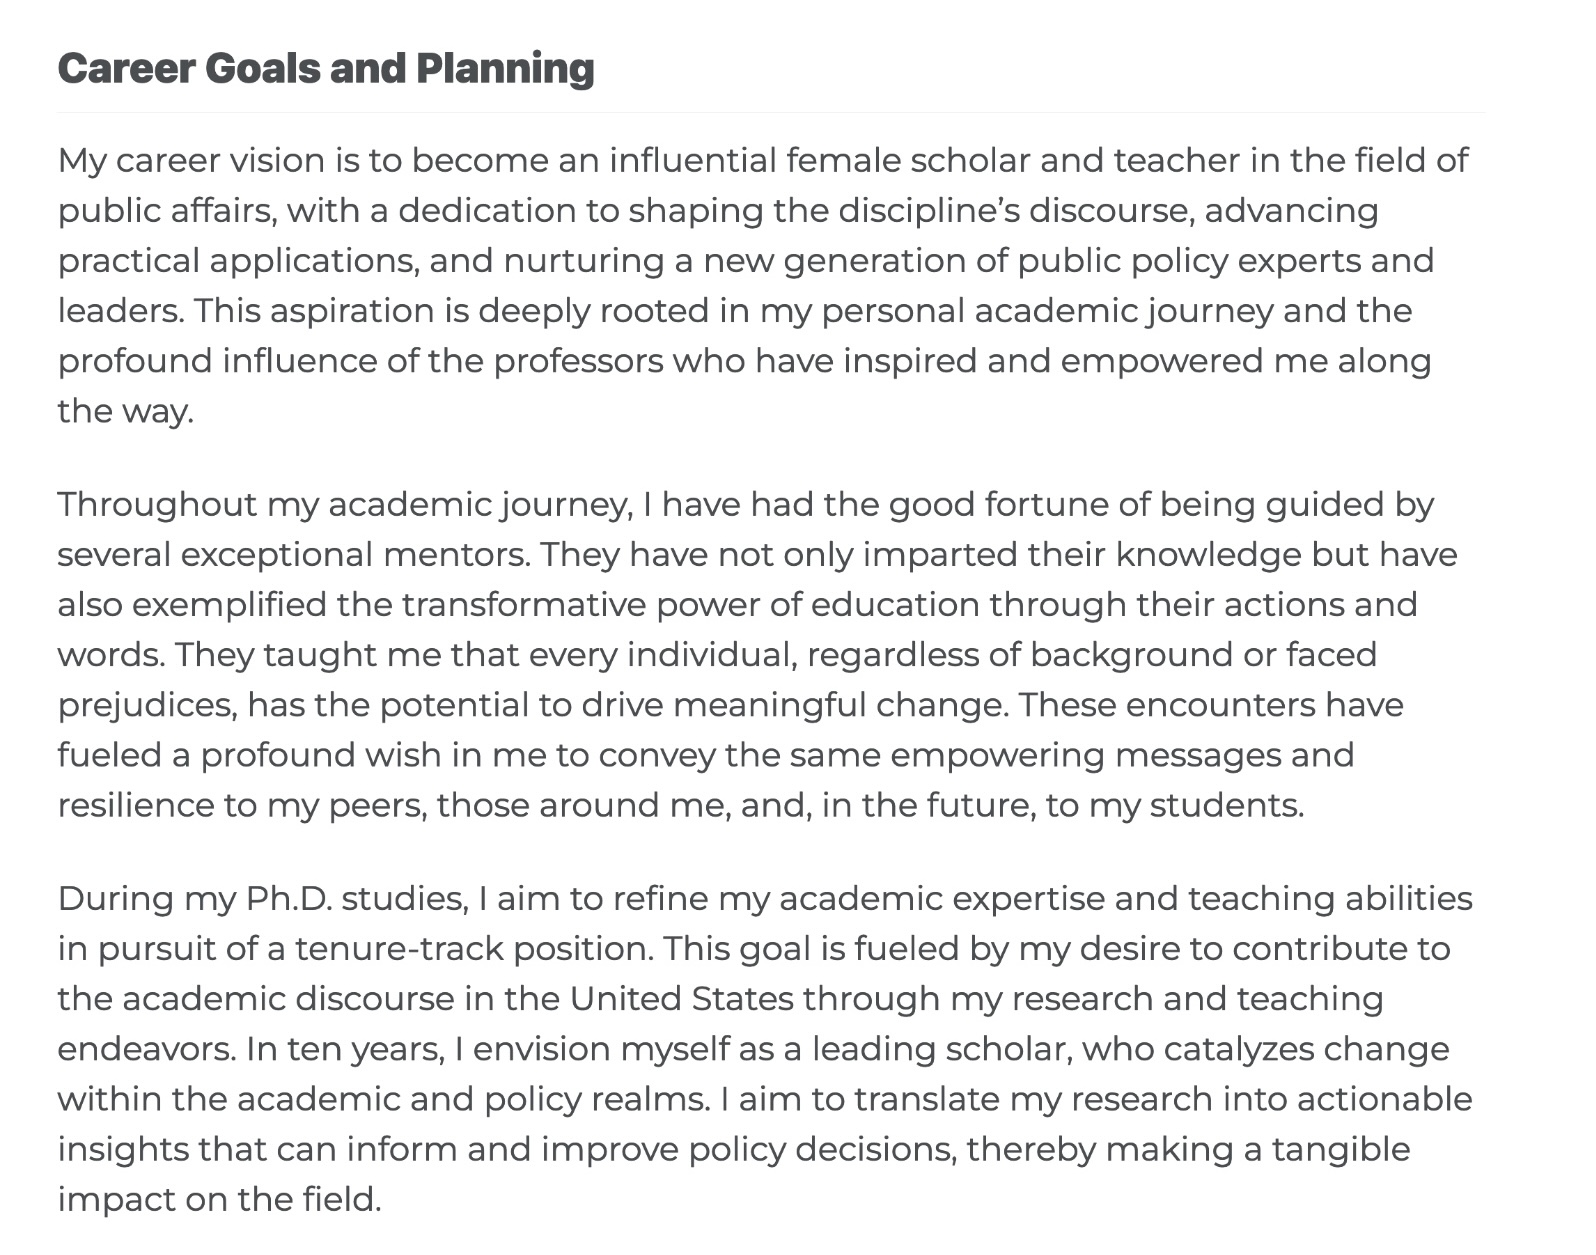 Career Goals and Planning
My career vision is to become an influential female scholar and teacher in the field of
public affairs, with a dedication to shaping the discipline’s discourse, advancing
practical applications, and nurturing a new generation of public policy experts and
leaders. This aspiration is deeply rooted in my personal academic journey and the
profound influence of the professors who have inspired and empowered me along
the way.
Throughout my academic journey, I have had the good fortune of being guided by
several exceptional mentors. They have not only imparted their knowledge but have
also exemplified the transformative power of education through their actions and
words. They taught me that every individual, regardless of background or faced
prejudices, has the potential to drive meaningful change. These encounters have
fueled a profound wish in me to convey the same empowering messages and
resilience to my peers, those around me, and, in the future, to my students.
During my Ph.D. studies, I aim to refine my academic expertise and teaching abilities
in pursuit of a tenure-track position. This goal is fueled by my desire to contribute to
the academic discourse in the United States through my research and teaching
endeavors. In ten years, I envision myself as a leading scholar, who catalyzes change
within the academic and policy realms. I aim to translate my research into actionable
insights that can inform and improve policy decisions, thereby making a tangible
impact on the field.